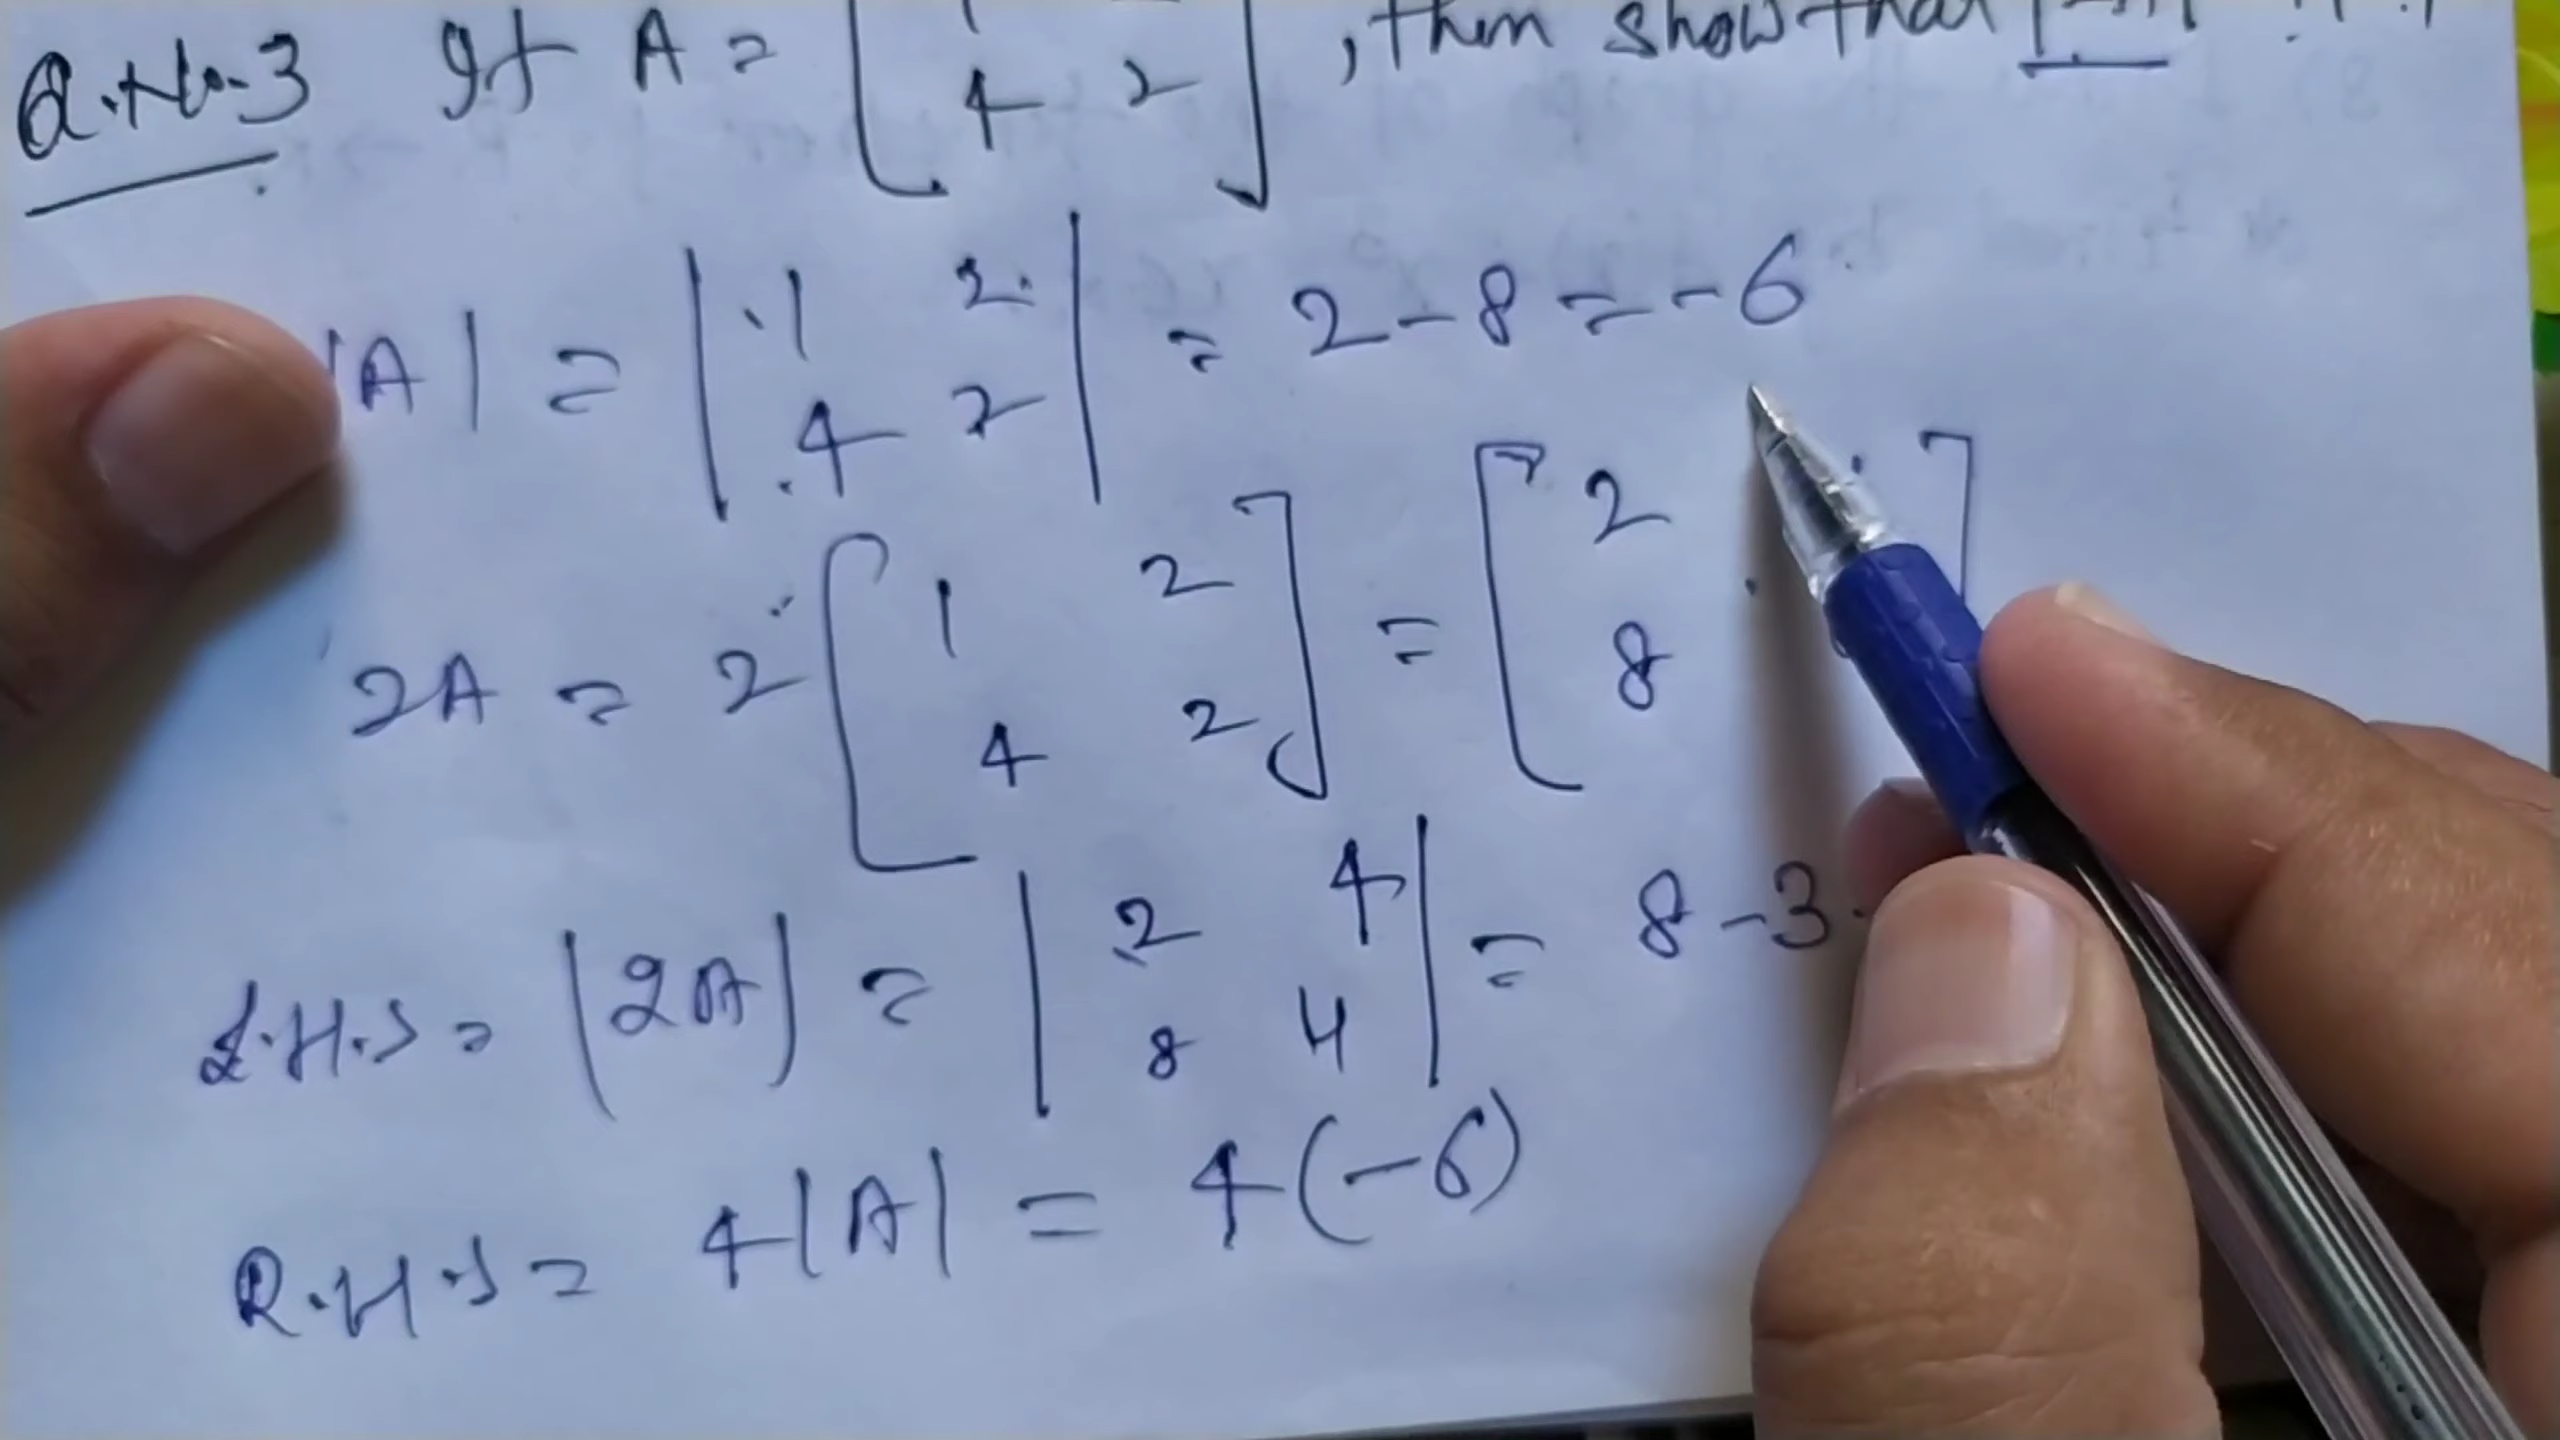 Q.No.3 If A = [ 4 2 ], then show that
|A| = | 1 2 4 2 | = 2 - 8 = - 6
2A = 2 [ 1 2 4 2 ] = [ 2 8 ]
L.H.S = |2A| = | 2 4 8 4 | = 8 - 3
R.H.S = 4|A| = 4(-6)